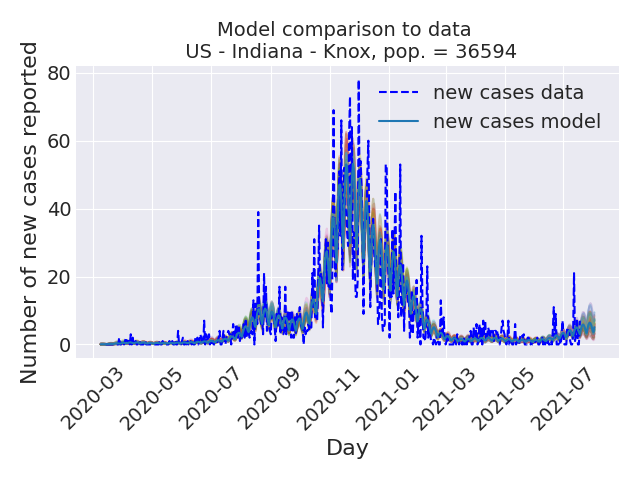 Model comparison to data
US - Indiana - Knox, pop. = 36594
Number of new cases reported
80
60
40
20
0
new cases data
new cases model
2020-03
2020-05
2020-07
2020-09
2020-11
2021-01
2021-03
2021-05
2021-07
Day